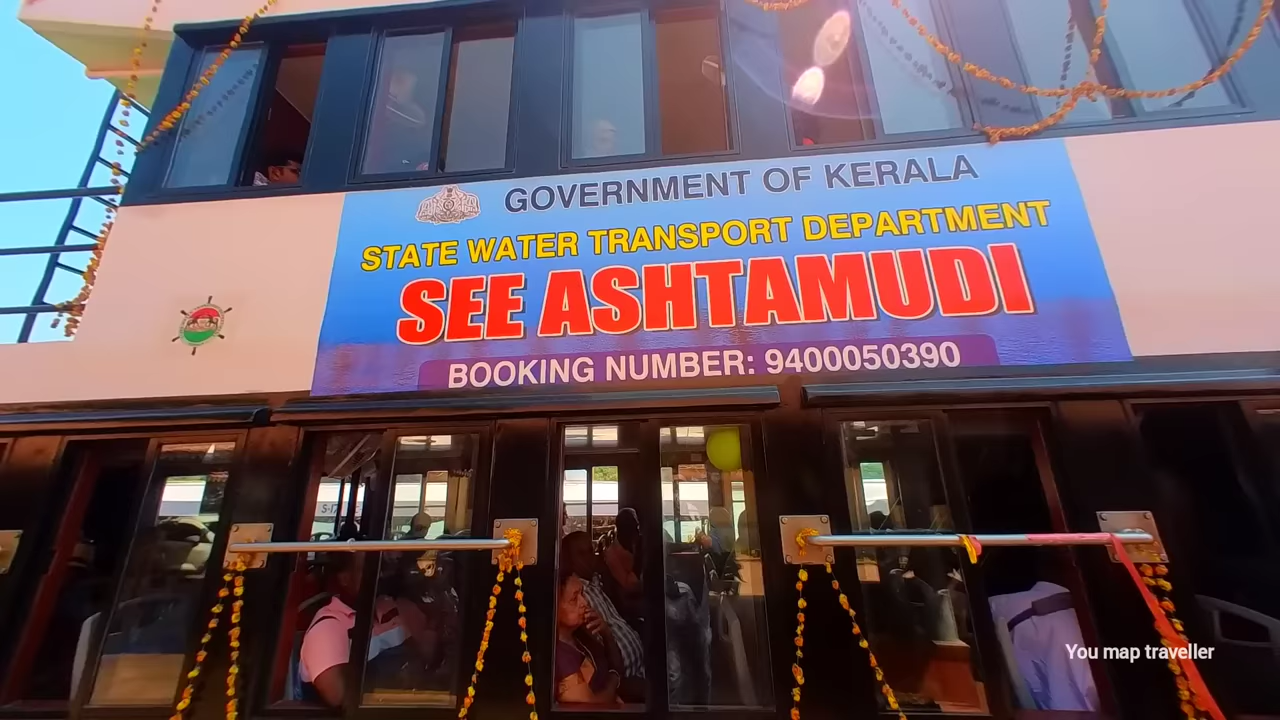 GOVERNMENT OF KERALA
STATE WATER TRANSPORT DEPARTMENT
SEE ASHTAMUDI
BOOKING NUMBER: 9400050390
You map traveller